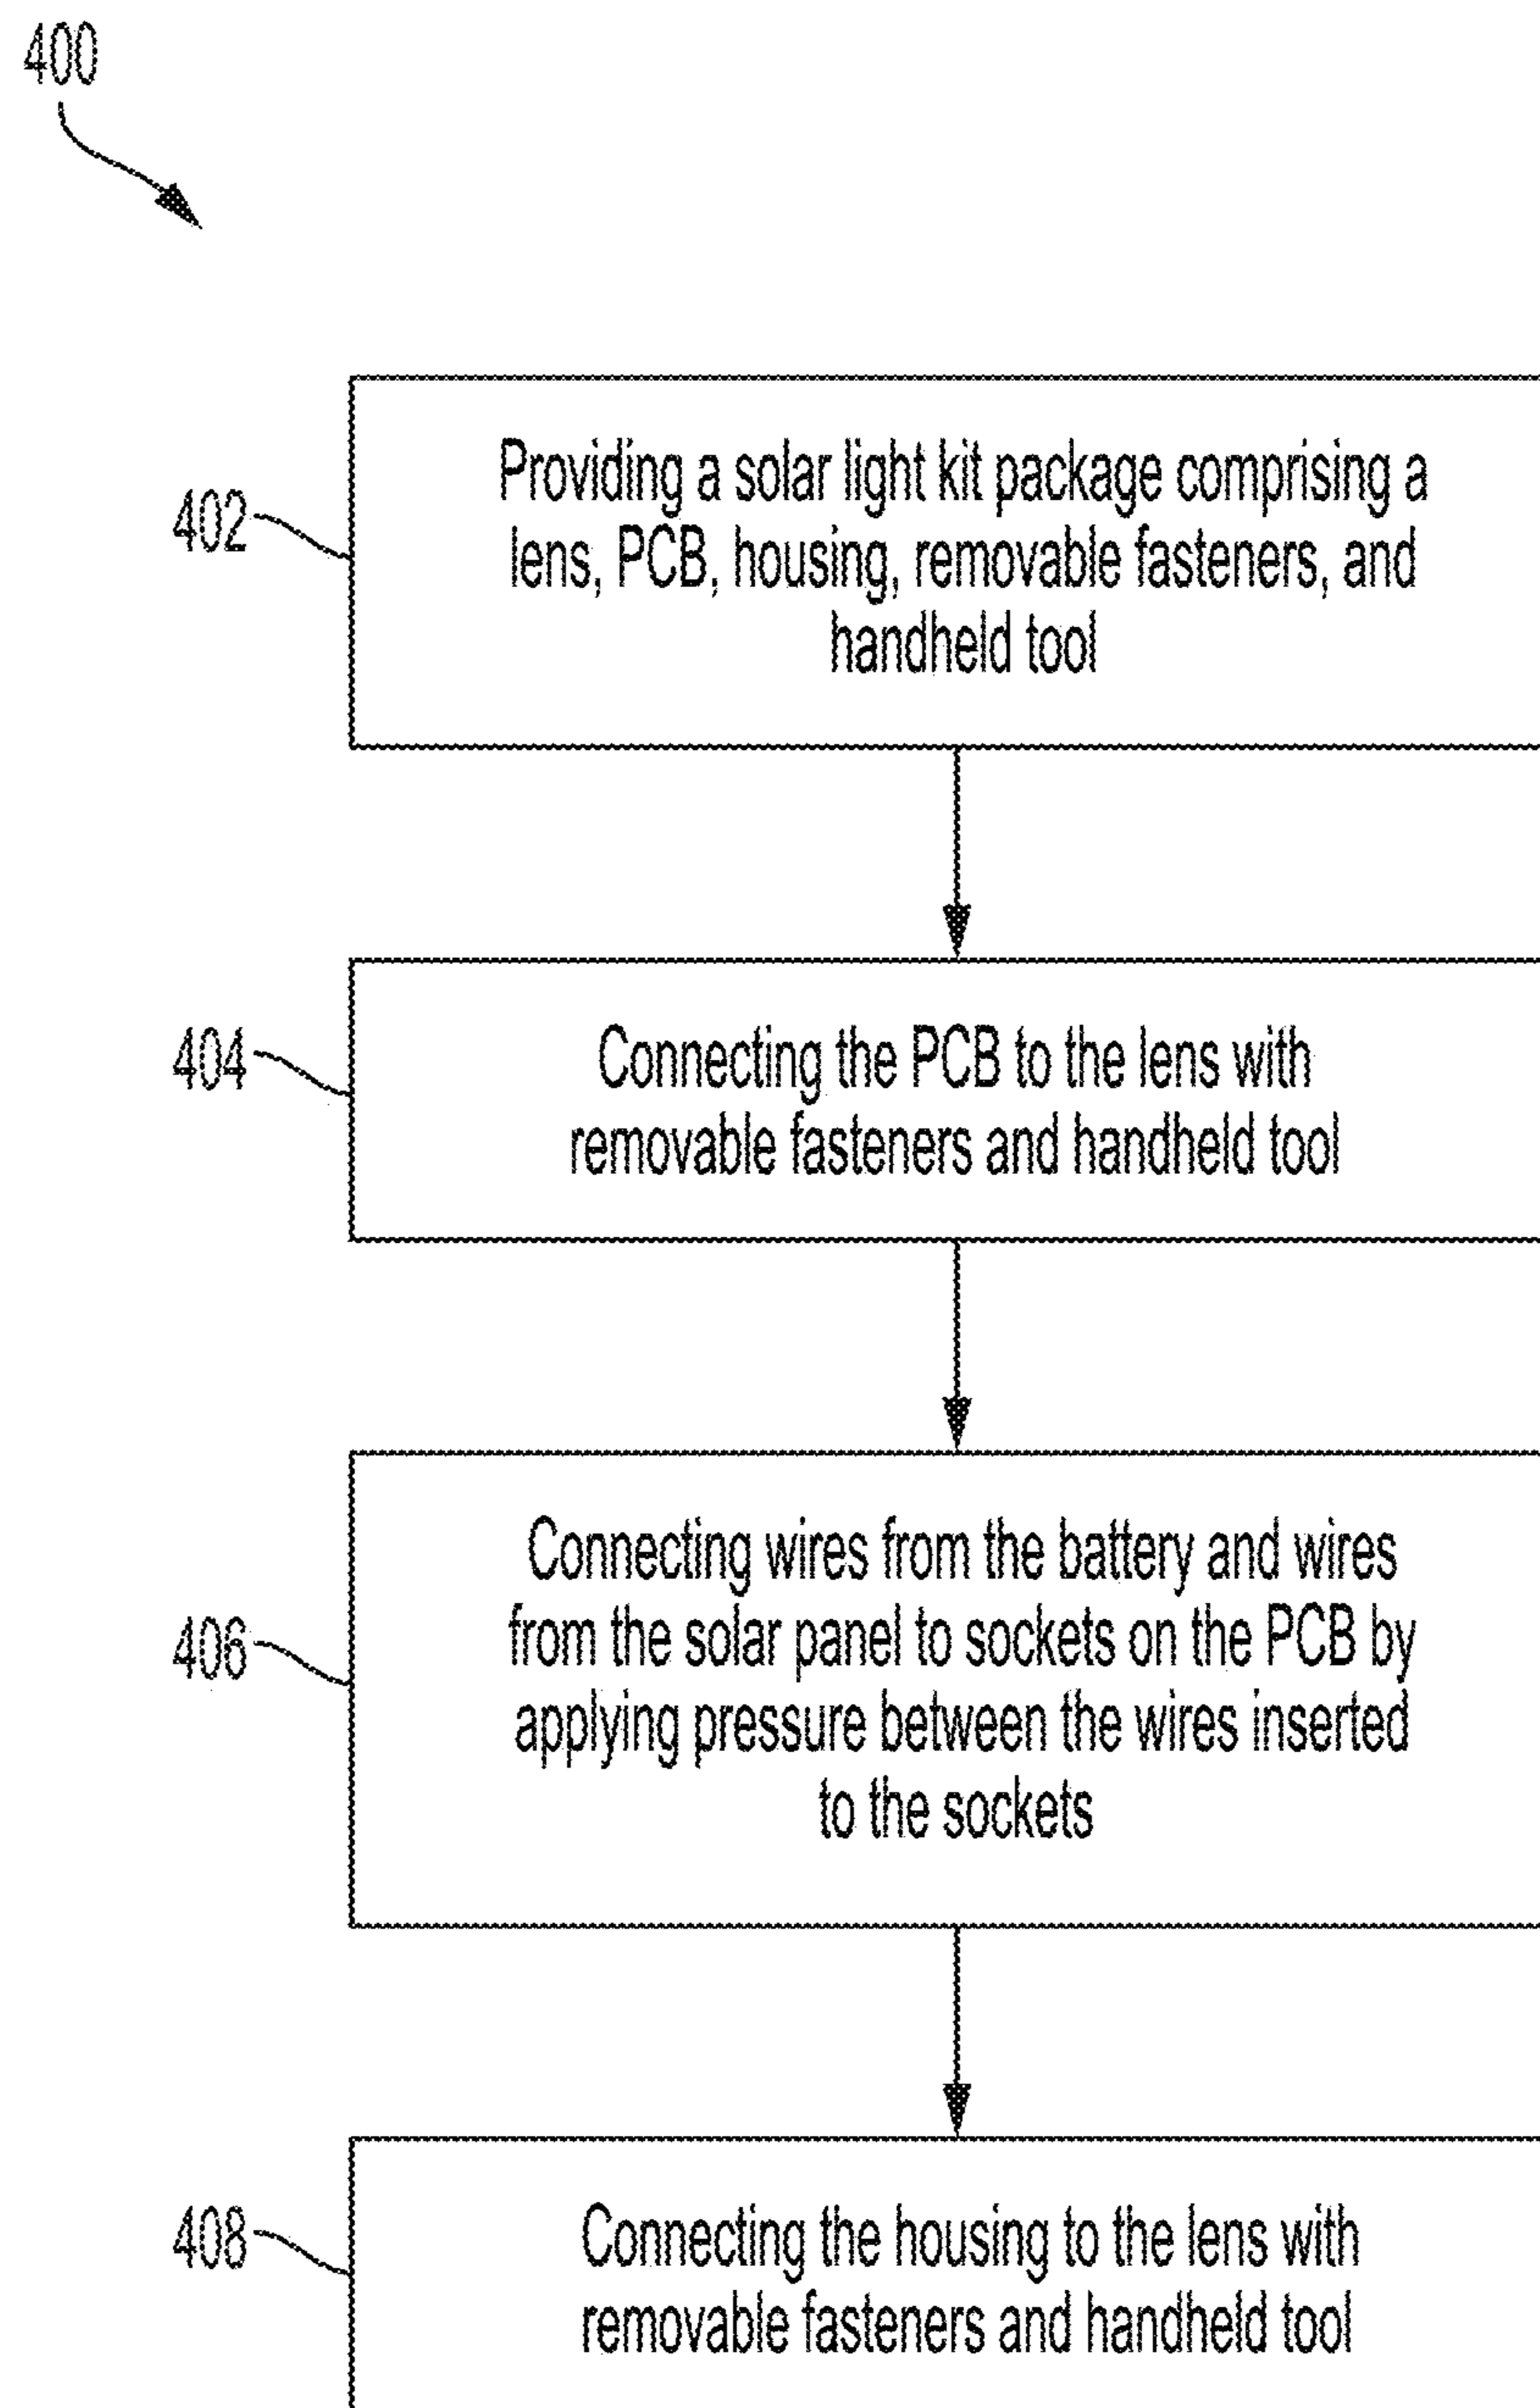 400
402
Providing a solar light kit package comprising a
lens, PCB, housing, removable fasteners, and
handheld tool
404
Connecting the PCB to the lens with
removable fasteners and handheld tool
406
Connecting wires from the battery and wires
from the solar panel to sockets on the PCB by
applying pressure between the wires inserted
to the sockets
408
Connecting the housing to the lens with
removable fasteners and handheld tool